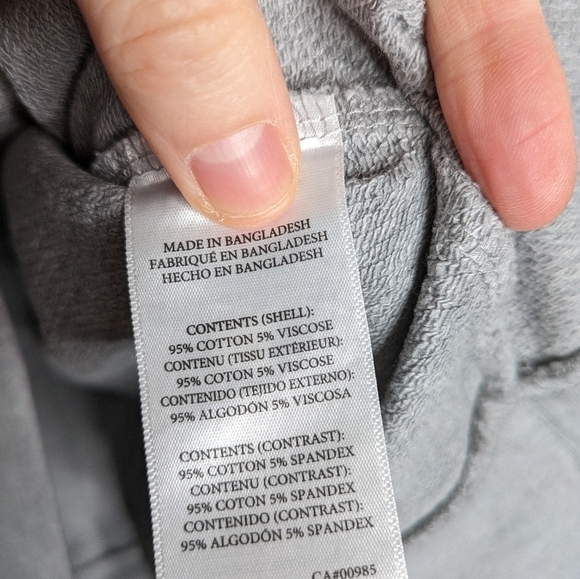 MADE IN BANGLADESH
FABRIQUÉ EN BANGLADESH
HECHO EN BANGLADESH
CONTENTS (SHELL):
95% COTTON 5% VISCOSE
CONTENU (TISSU EXTÉRIEUR):
95% COTON 5% VISCOSE
CONTENIDO (TEJIDO EXTERNO):
95% ALGODÓN 5% VISCOSA
CONTENTS (CONTRAST):
95% COTTON 5% SPANDEX
CONTENU (CONTRAST):
95% COTON 5% SPANDEX
CONTENIDO (CONTRAST):
95% ALGODÓN 5% SPANDEX
CA#00985